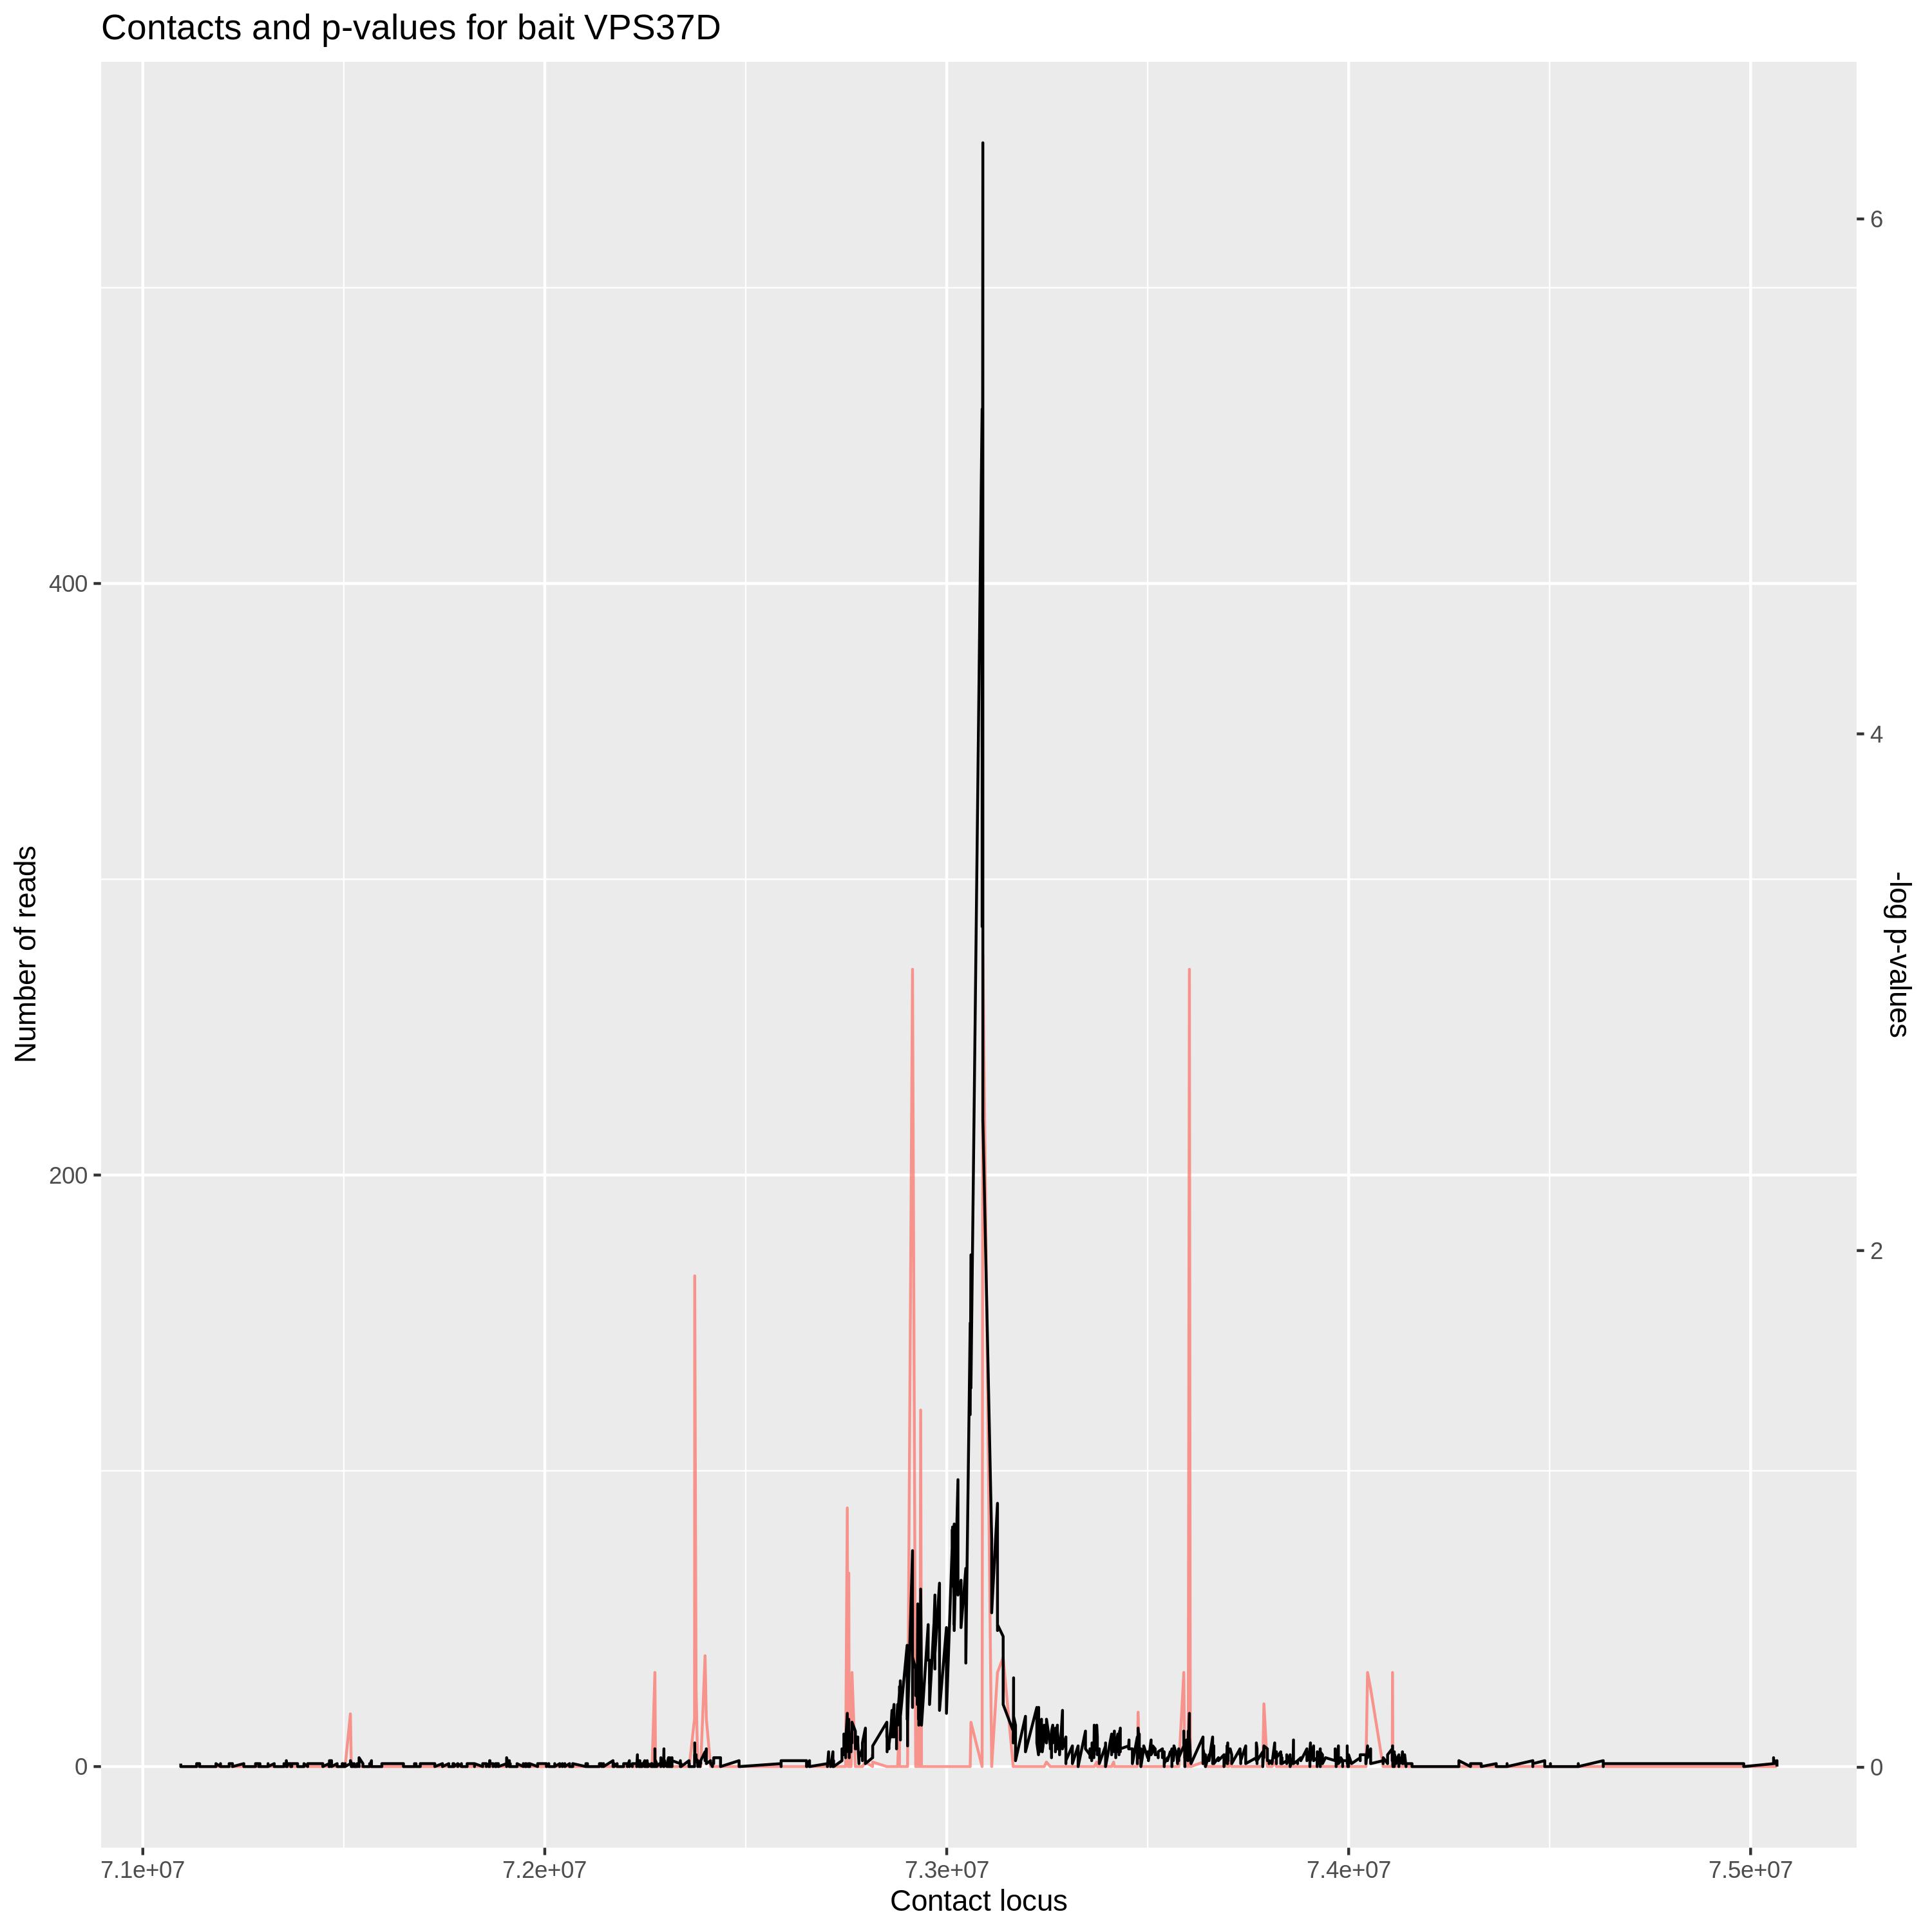 Contacts and p-values for bait VPS37D
Number of reads
400
200
0
6
4
2
0
-log p-values
7.1e+07 7.2e+07 7.3e+07 7.4e+07 7.5e+07
Contact locus